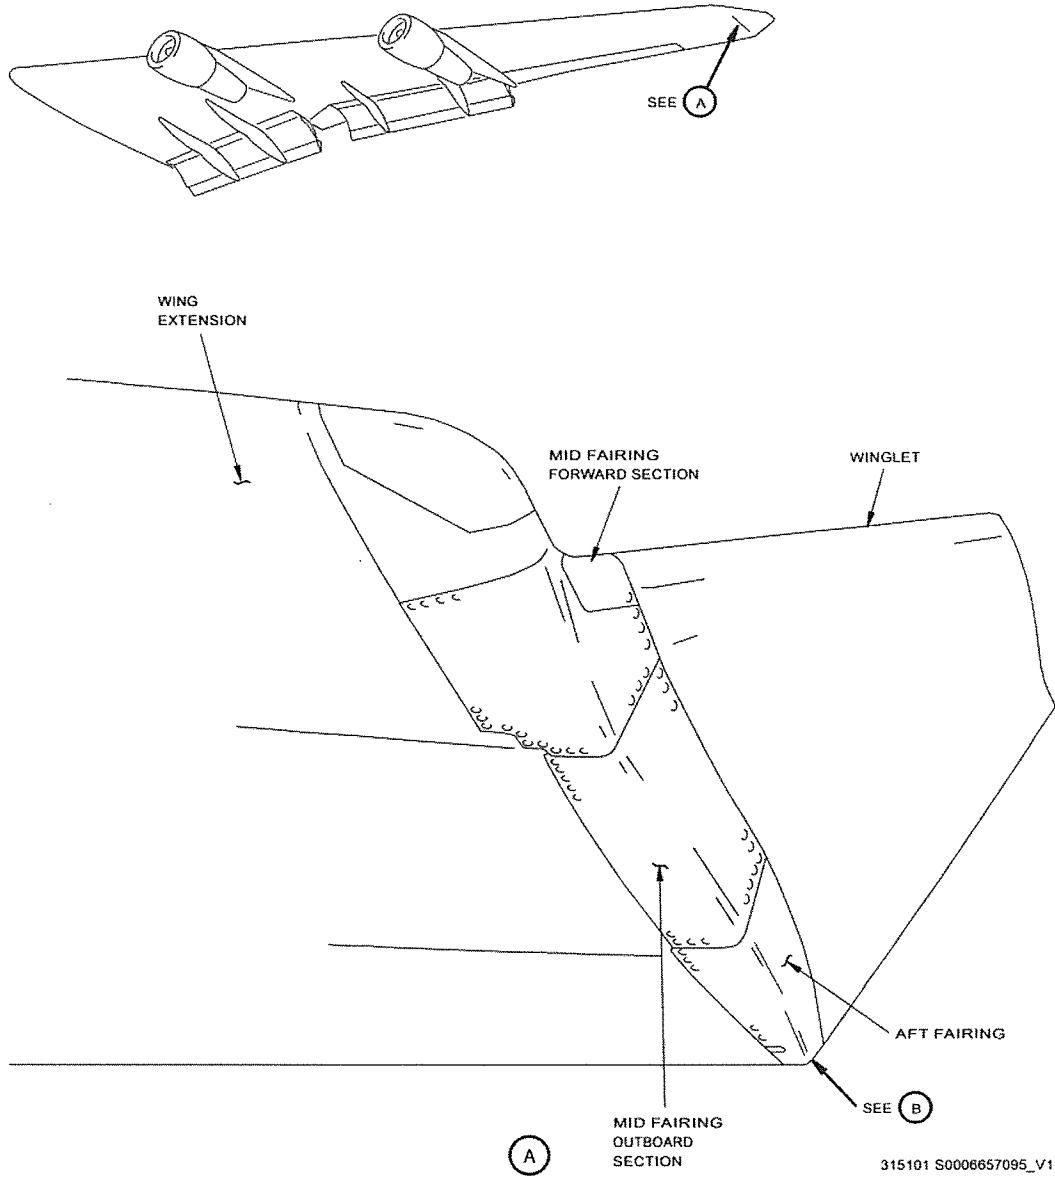 SEE A
WING
EXTENSION
MID FAIRING
FORWARD SECTION
WINGLET
AFT FAIRING
SEE B
MID FAIRING
OUTBOARD
SECTION
A
315101 S0006657095_V1